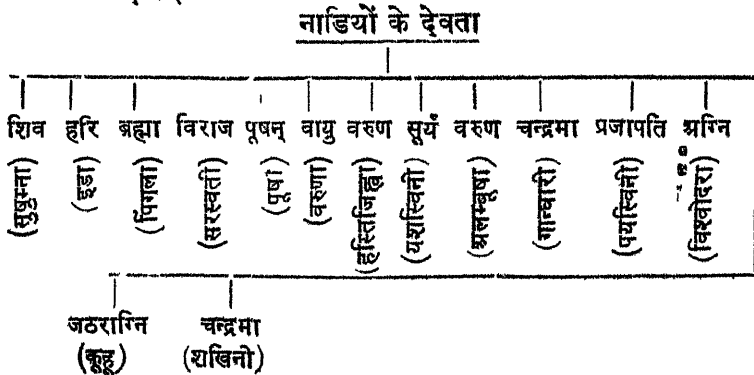 नाडियों के देवता
शिव हरि ब्रह्मा विराज पूषन् वायु वरुण सूर्य वरुण चन्द्रमा प्रजापति अग्नि
(सुषुम्ना) (इडा) (पिंगला) (सरस्वती) (पूषा) (वरुणा) (हस्तिजिह्वा) (यशस्विनी) (अलम्बूषा) (गान्धारी) (पयस्विनी) (विश्वोदरा)
जठराग्नि चन्द्रमा
(कूहू) (शखिनी)